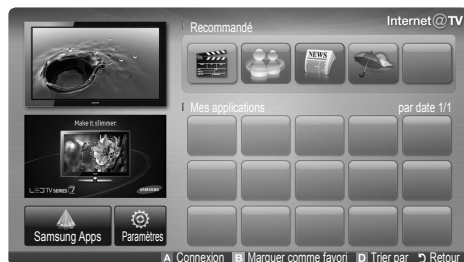 Internet@TV
Recommandé
NEWS
Mes applications
par date 1/1
Make it slimmer.
LED TV SERIES 7
SAMSUNG
Samsung Apps
Paramètres
A Connexion B Marquer comme favori D Trier par Retour